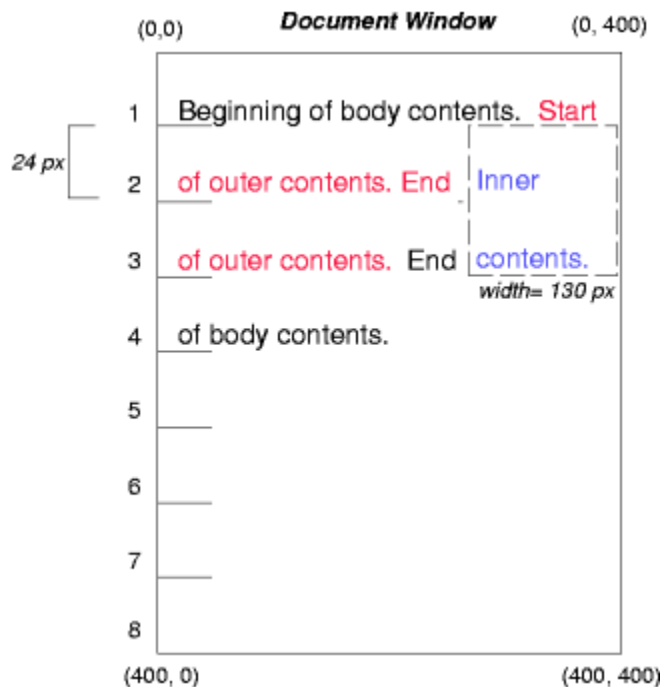 Document Window
(0,0) (0, 400)
1 Beginning of body contents. Start
24 px
2 of outer contents. End Inner
3 of outer contents. End contents.
width= 130 px
4 of body contents.
5
6
7
8
(400, 0) (400, 400)